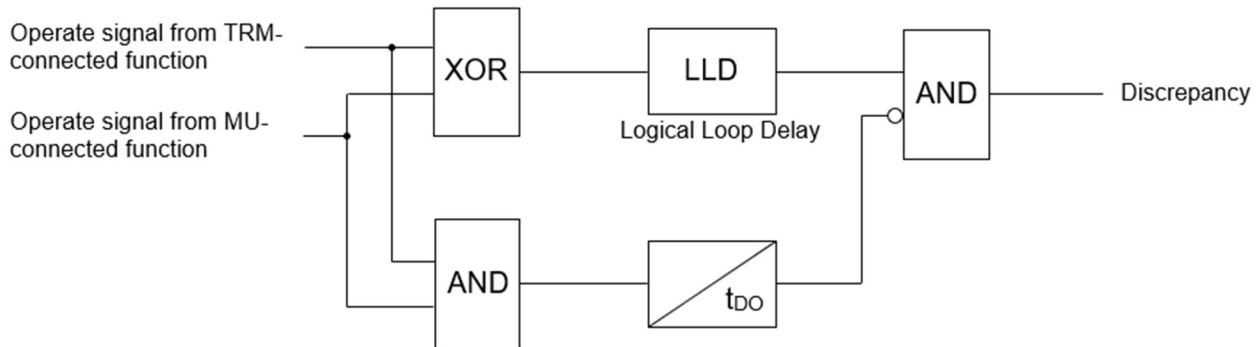 Operate signal from TRM-
connected function
Operate signal from MU-
connected function
XOR
LLD
Logical Loop Delay
AND
Discrepancy
AND
tDO